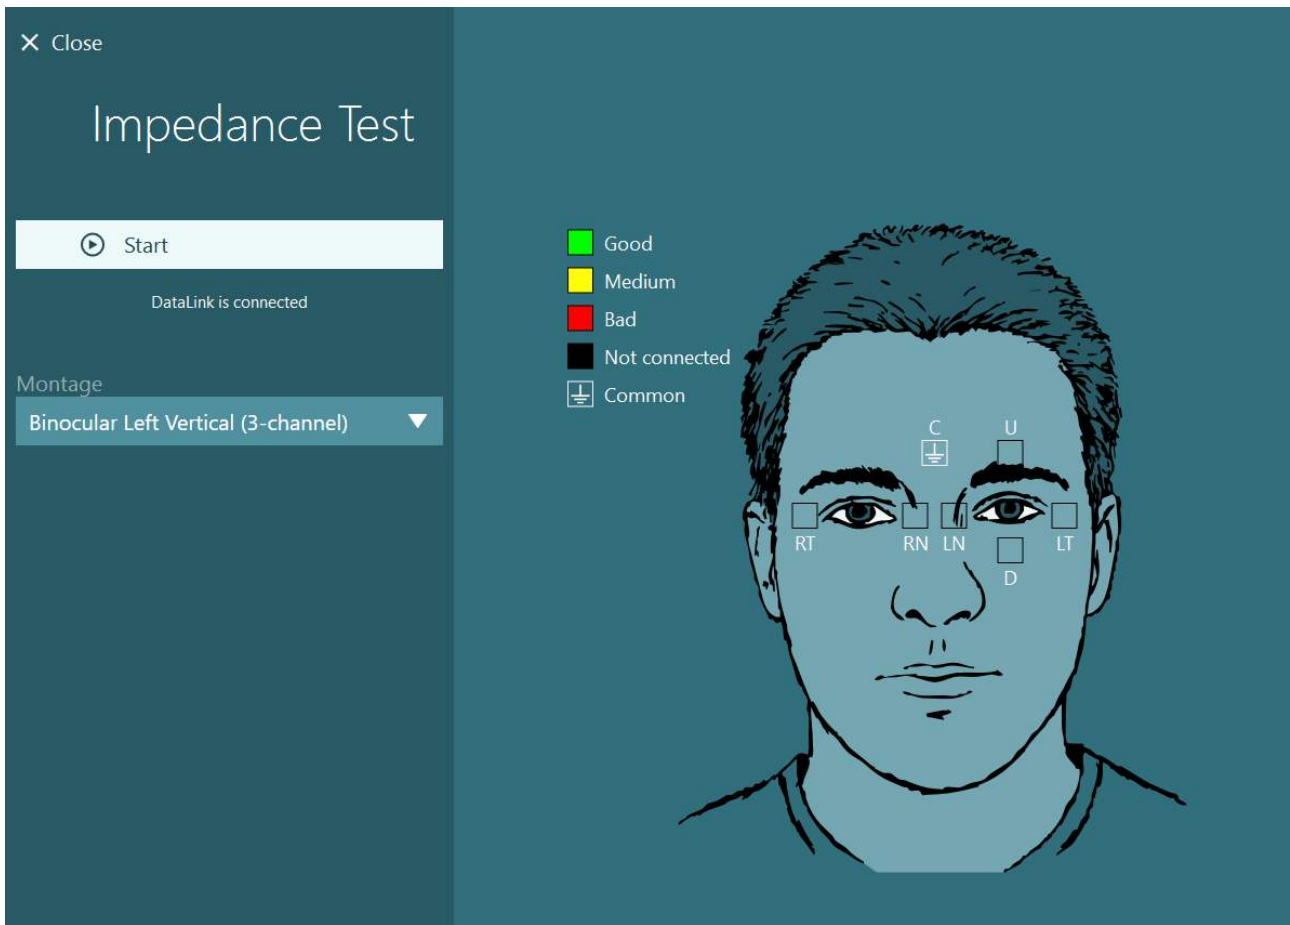 Close
Impedance Test
Start
DataLink is connected
Montage
Binocular Left Vertical (3-channel)
Good
Medium
Bad
Not connected
Common
C U
RT RN LN LT
D